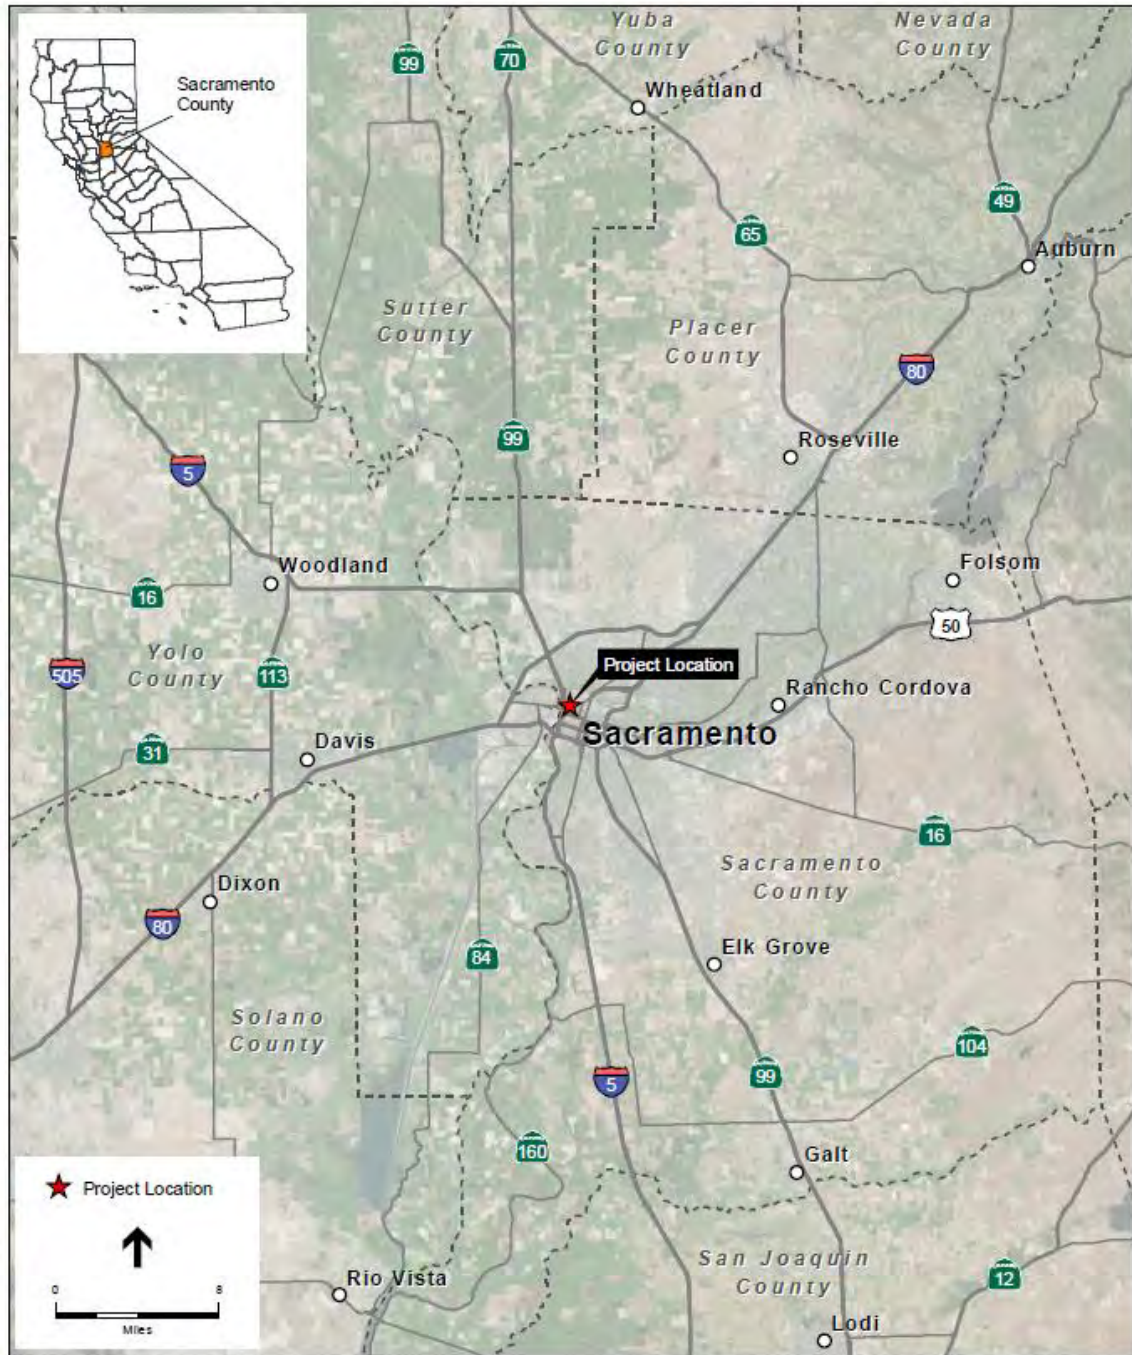 Yuba
County
Nevada
County
99
70
Sacramento
County
Wheatland
49
65
Auburn
Sutter
County
Placer
County
80
99
Roseville
5
Woodland
Folsom
16
50
Yolo
County
505
113
Project Location
Rancho Cordova
Sacramento
31
Davis
16
Sacramento
County
Dixon
80
Elk Grove
84
Solano
County
104
5
99
160
Galt
Project Location
San Joaquin
County
12
Rio Vista
0
8
Miles
Lodi